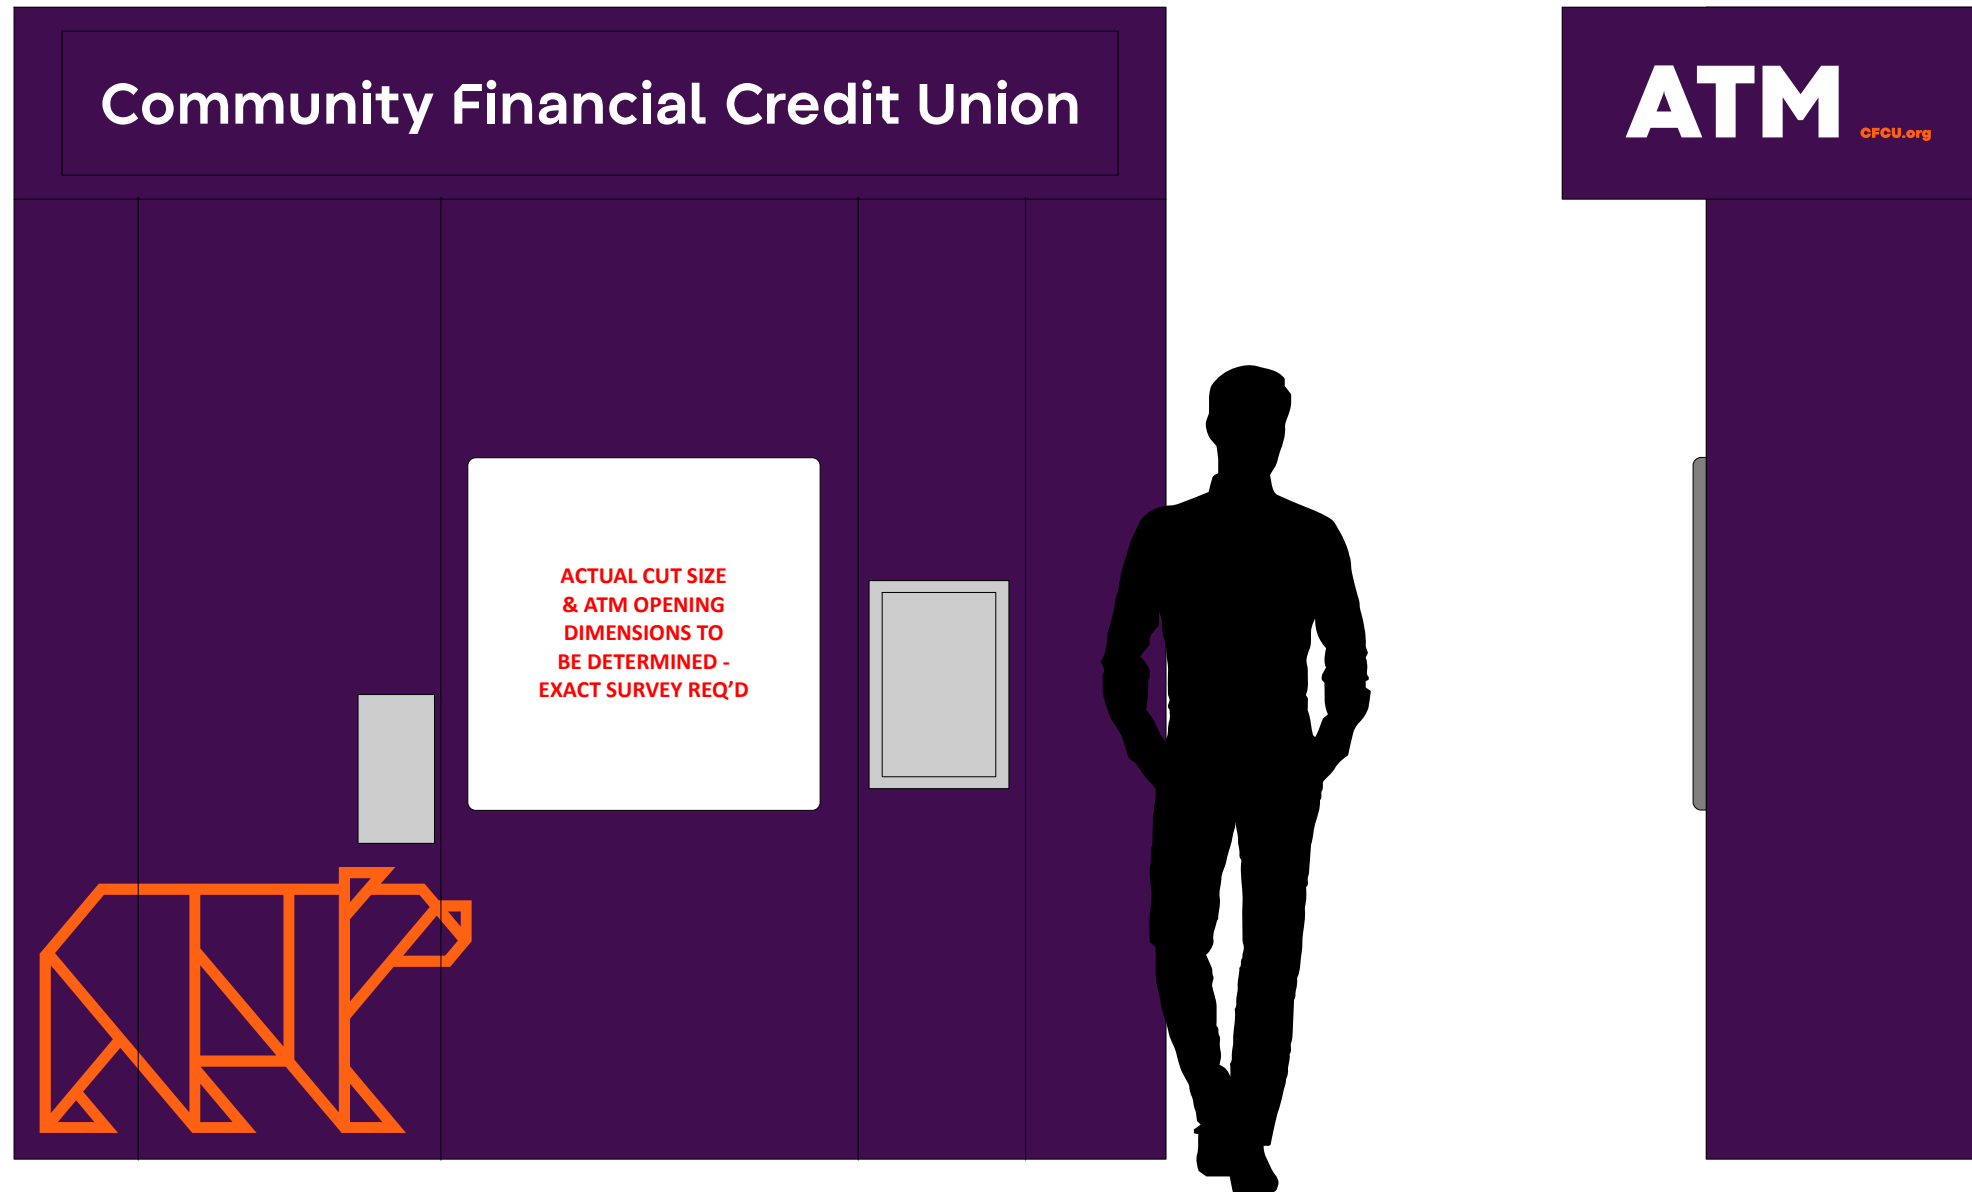 Community Financial Credit Union
ATM
CFCU.org
ACTUAL CUT SIZE
& ATM OPENING
DIMENSIONS TO
BE DETERMINED -
EXACT SURVEY REQ’D